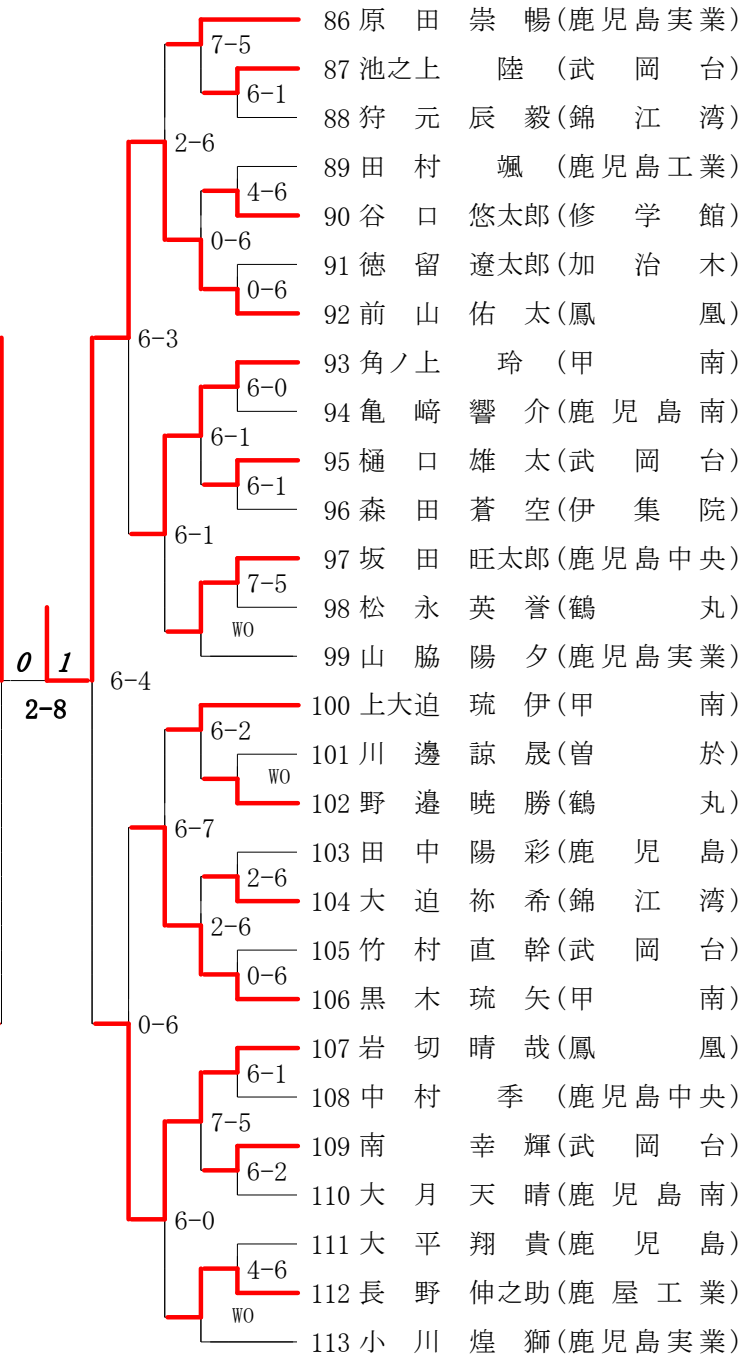 86 原田崇暢(鹿児島実業)
7-5
87 池之上陸(武岡台)
6-1
88 狩元辰毅(錦江湾)
2-6
89 田村颯(鹿児島工業)
4-6
90 谷口悠太郎(修学館)
0-6
91 徳留遼太郎(加治木)
0-6
92 前山佑太(鳳凰)
6-3
93 角ノ上玲(甲南)
6-0
94 亀﨑響介(鹿児島南)
6-1
95 樋口雄太(武岡台)
6-1
96 森田蒼空(伊集院)
6-1
97 坂田旺太郎(鹿児島中央)
7-5
98 松永英誉(鶴丸)
WO
99 山脇陽夕(鹿児島実業)
0 1
6-4
2-8
100 上大迫琉伊(甲南)
6-2
101 川邊諒晟(曽於)
WO
102 野邉暁勝(鶴丸)
6-7
103 田中陽彩(鹿児島)
2-6
104 大迫祢希(錦江湾)
2-6
105 竹村直幹(武岡台)
0-6
106 黒木琉矢(甲南)
0-6
107 岩切晴哉(鳳凰)
6-1
108 中村季(鹿児島中央)
7-5
109 南幸輝(武岡台)
6-2
110 大月天晴(鹿児島南)
6-0
111 大平翔貴(鹿児島)
4-6
112 長野伸之助(鹿屋工業)
WO
113 小川煌獅(鹿児島実業)